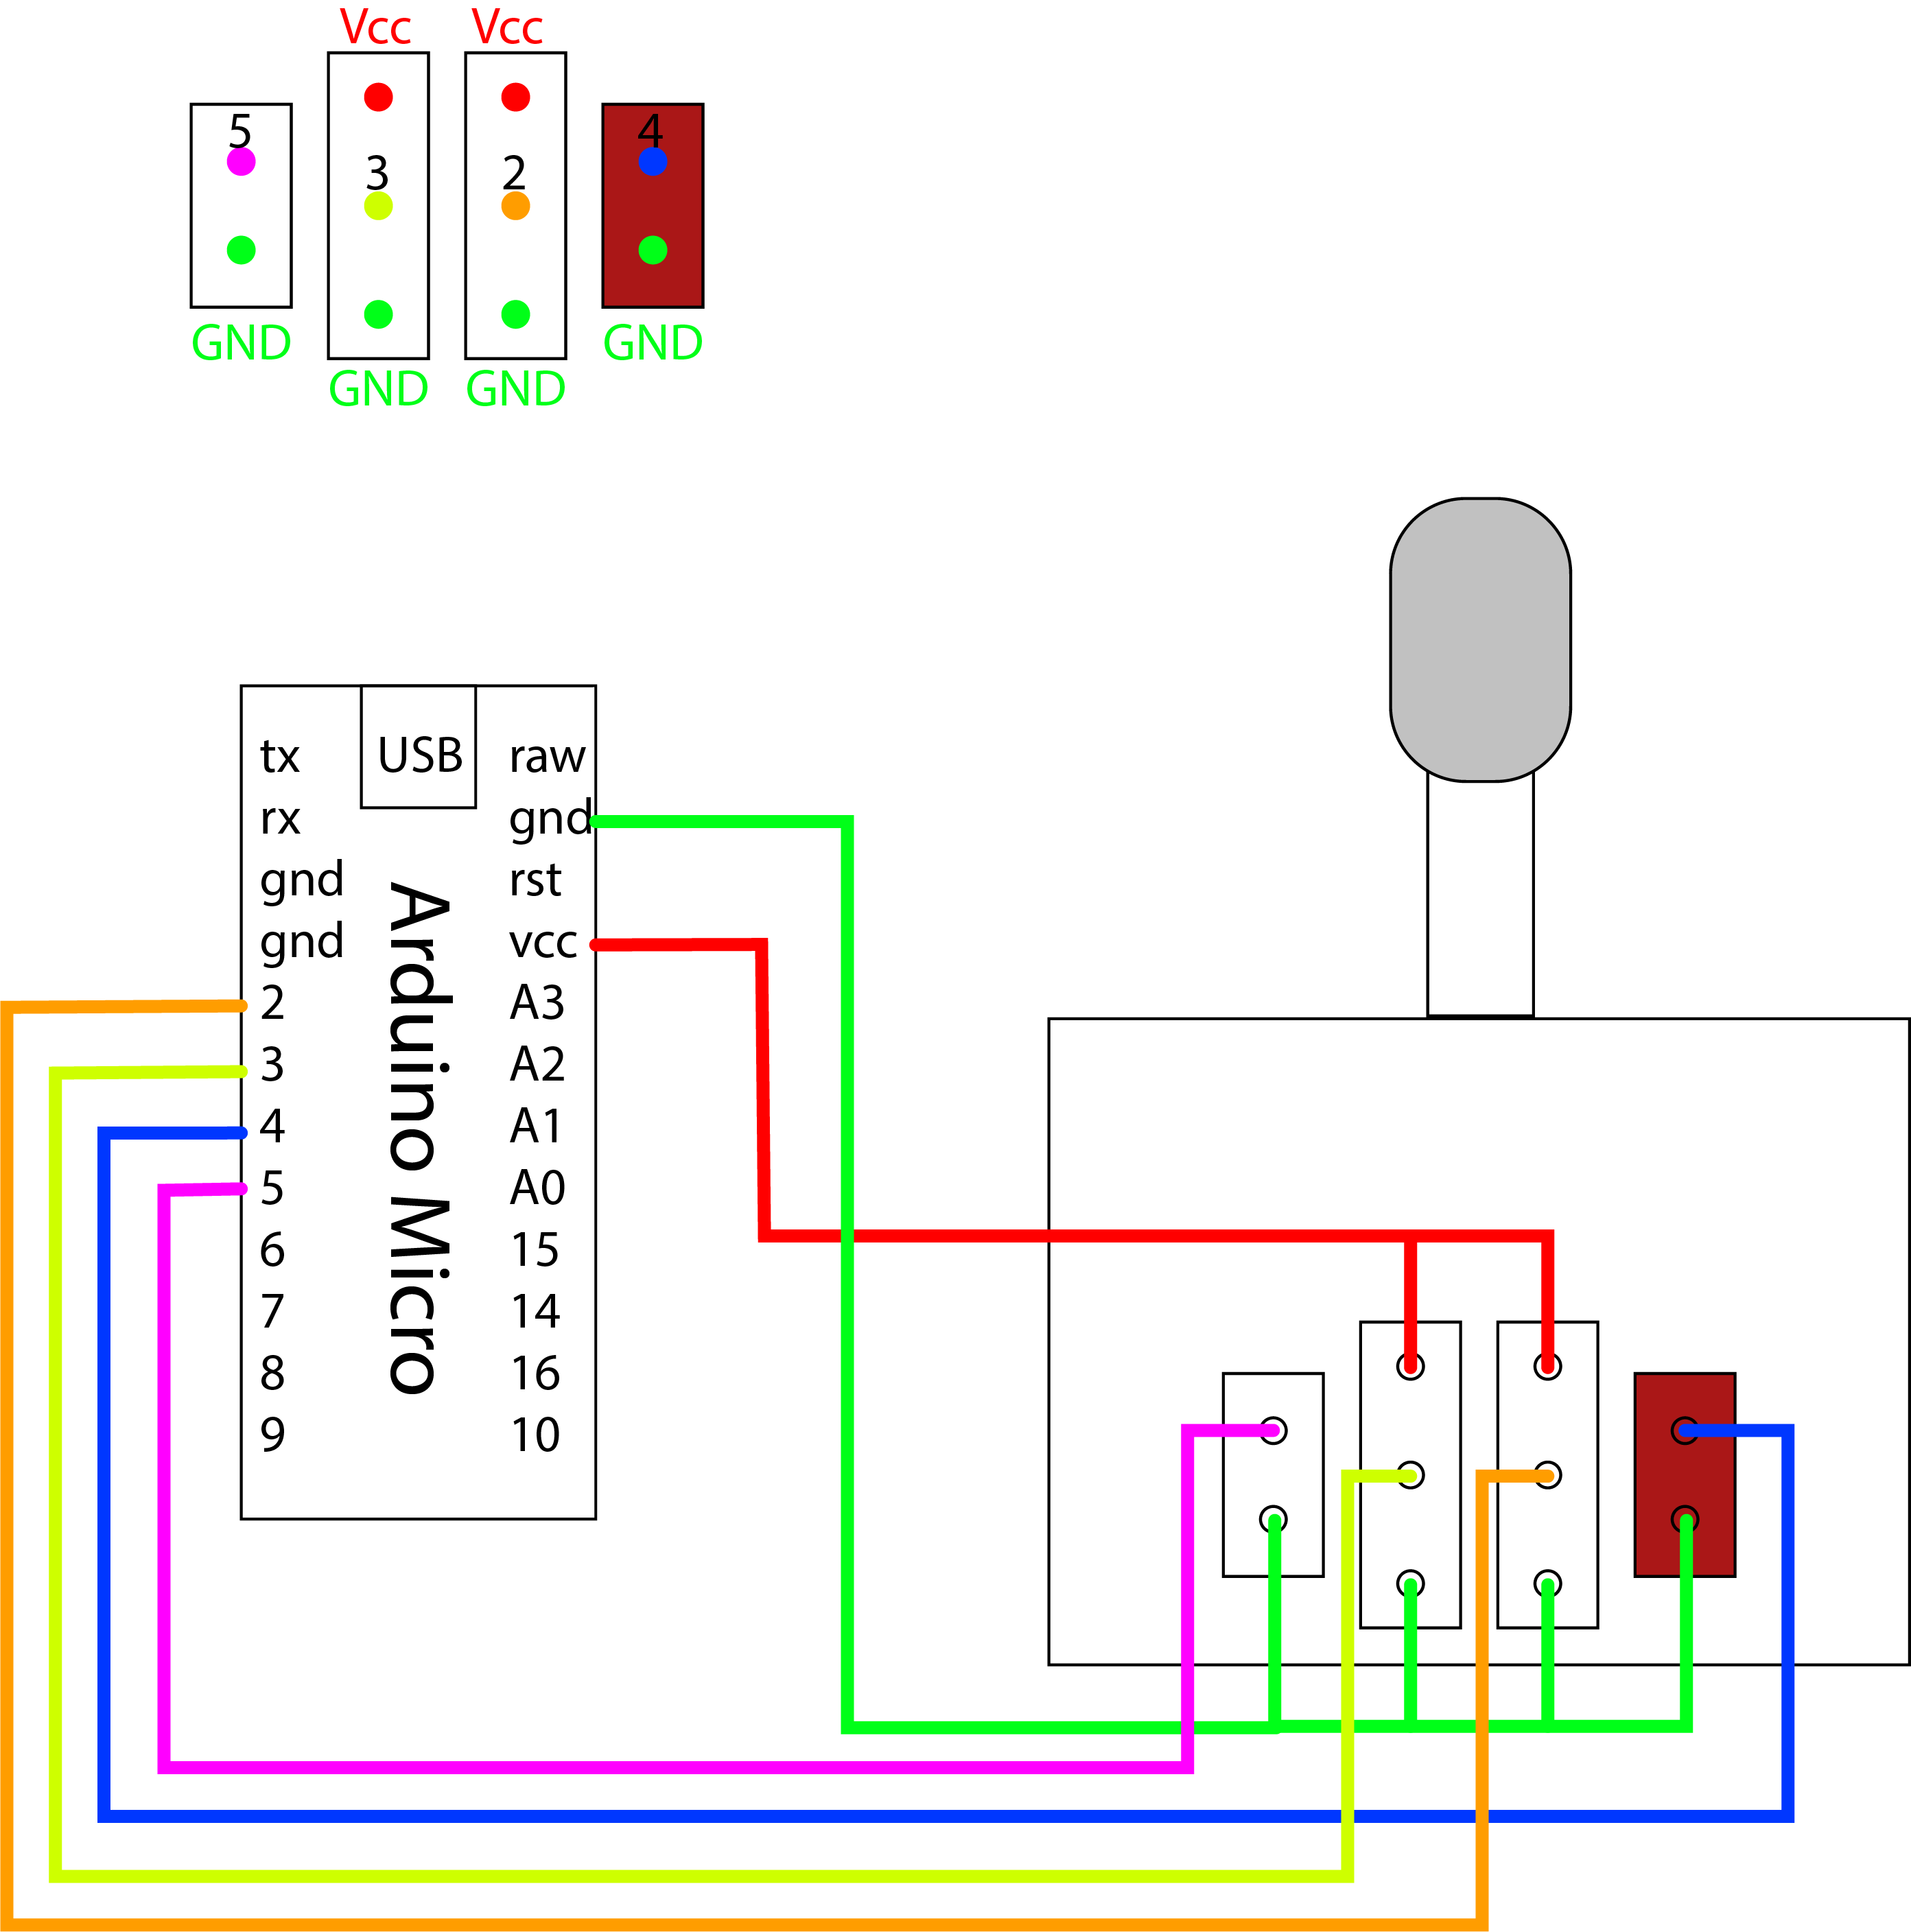 Vcc Vcc
5 3 2 4
GND GND
GND GND
USB
tx raw
rx gnd
gnd rst
gnd vcc
2 A3
3 A2
4 A1
5 A0
6 15
7 14
8 16
9 10
Arduino Micro